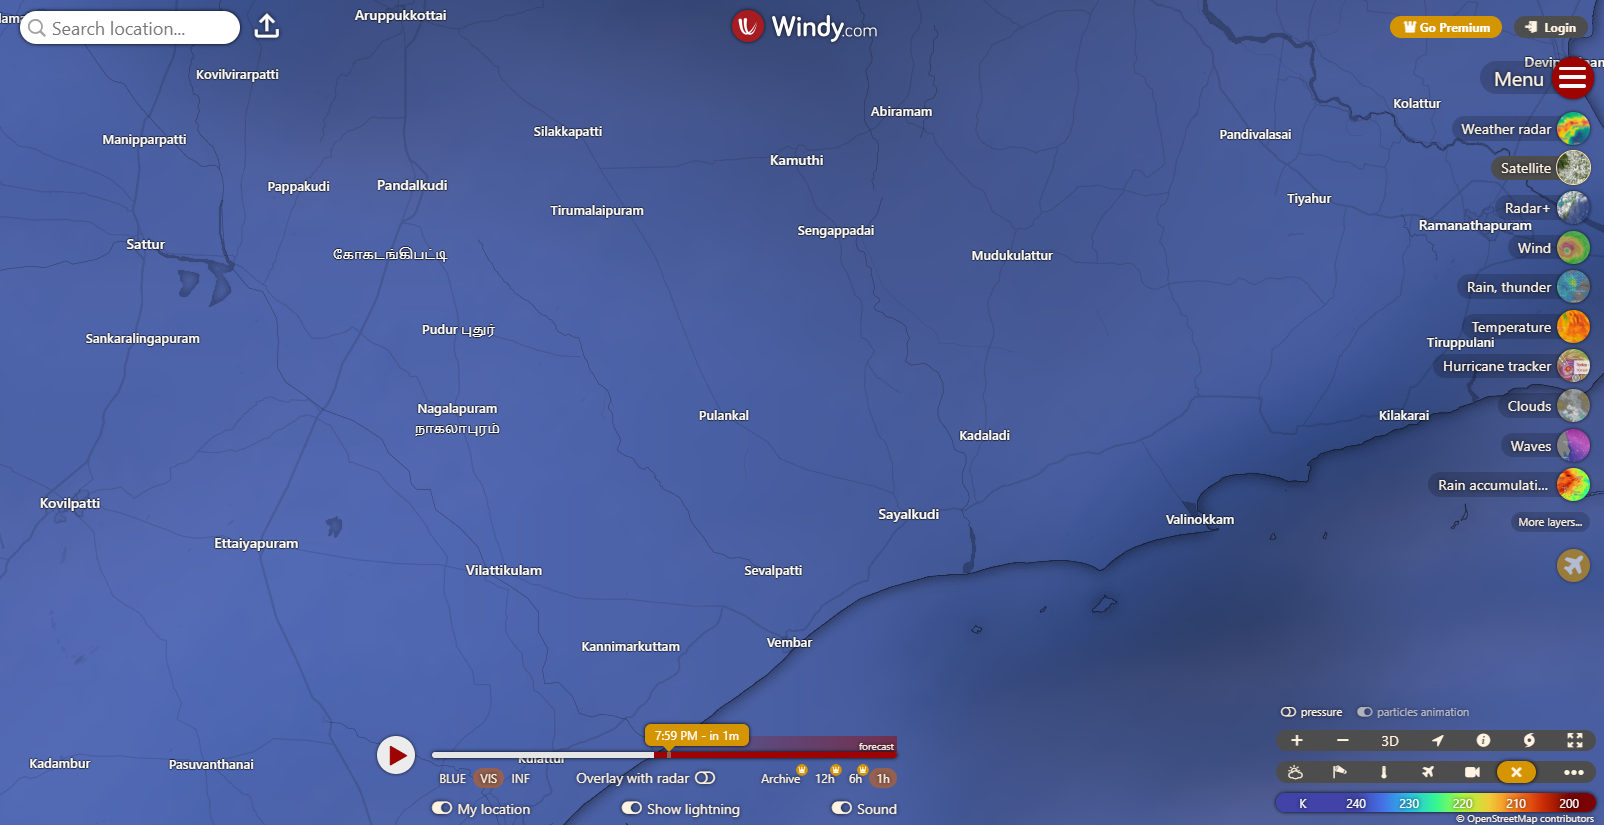 Search location...
Aruppukkottai
Windy.com
Go Premium
Login
Menu
Kovilvirarpatti
Kolattur
Abiramam
Weather radar
Silakkapatti
Pandivalasai
Manipparpatti
Kamuthi
Satellite
Pappakudi
Pandalkudi
Tiyahur
Radar+
Tirumalaipuram
Ramanathapuram
Sengappadai
Sattur
Wind
கோகடங்கிபட்டி
Mudukulattur
Rain, thunder
Pudur புதுர்
Temperature
Sankaralingapuram
Tiruppulani
Hurricane tracker
Nagalapuram
நாகலாபுரம்
Clouds
Pulankal
Kilakarai
Kadaladi
Waves
Rain accumulati...
Kovilpatti
Sayalkudi
Valinokkam
More layers...
Ettaiyapuram
Vilattikulam
Sevalpatti
Kannimarkuttam
Vembar
pressure
particles animation
7:59 PM - in 1m
forecast
3D
Kadambur
Pasuvanthanai
Kulattur
BLUE VIS INF
Overlay with radar
Archive 12h 6h 1h
My location
Show lightning
Sound
K 240 230 220 210 200
© OpenStreetMap contributors